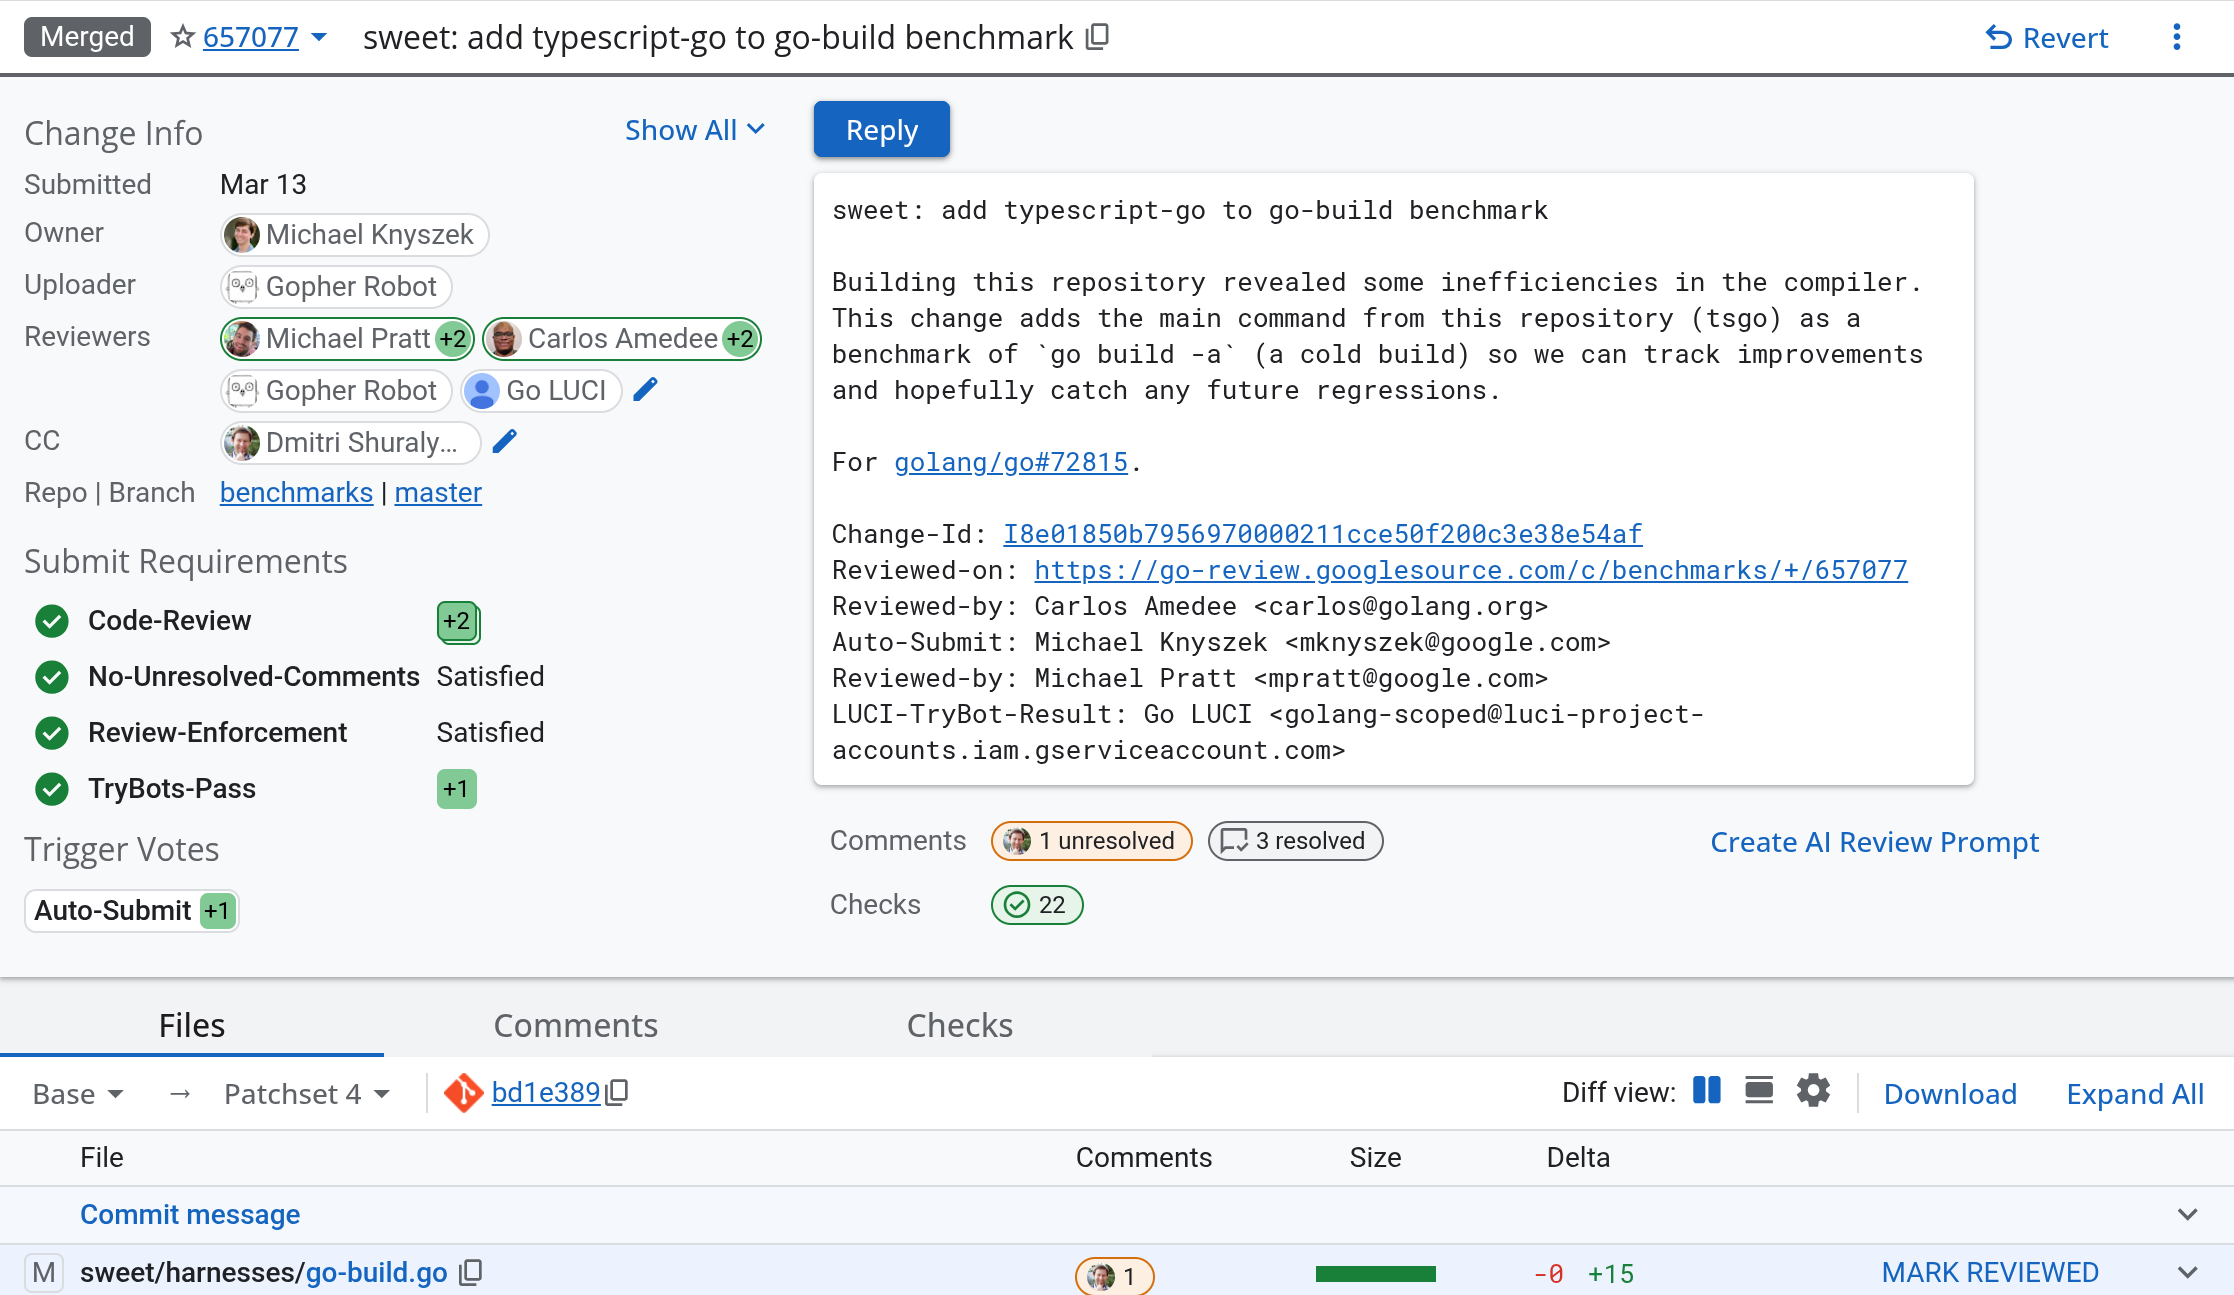 Merged 657077 sweet: add typescript-go to go-build benchmark Revert
Change Info Show All
Submitted Mar 13
Owner Michael Knyszek
Uploader Gopher Robot
Reviewers Michael Pratt +2 Carlos Amedee +2
Gopher Robot Go LUCI
CC Dmitri Shuraly...
Repo | Branch benchmarks | master
Submit Requirements
Code-Review +2
No-Unresolved-Comments Satisfied
Review-Enforcement Satisfied
TryBots-Pass +1
Trigger Votes
Auto-Submit +1
Reply
sweet: add typescript-go to go-build benchmark
Building this repository revealed some inefficiencies in the compiler.
This change adds the main command from this repository (tsgo) as a
benchmark of `go build -a` (a cold build) so we can track improvements
and hopefully catch any future regressions.
For golang/go#72815.
Change-Id: I8e01850b7956970000211cce50f200c3e38e54af
Reviewed-on: https://go-review.googlesource.com/c/benchmarks/+/657077
Reviewed-by: Carlos Amedee <carlos@golang.org>
Auto-Submit: Michael Knyszek <mknyszek@google.com>
Reviewed-by: Michael Pratt <mpratt@google.com>
LUCI-TryBot-Result: Go LUCI <golang-scoped@luci-project-
accounts.iam.gserviceaccount.com>
Comments 1 unresolved 3 resolved Create AI Review Prompt
Checks 22
Files Comments Checks
Base → Patchset 4 bd1e389 Diff view: Download Expand All
File Comments Size Delta
Commit message
M sweet/harnesses/go-build.go 1 -0 +15 MARK REVIEWED